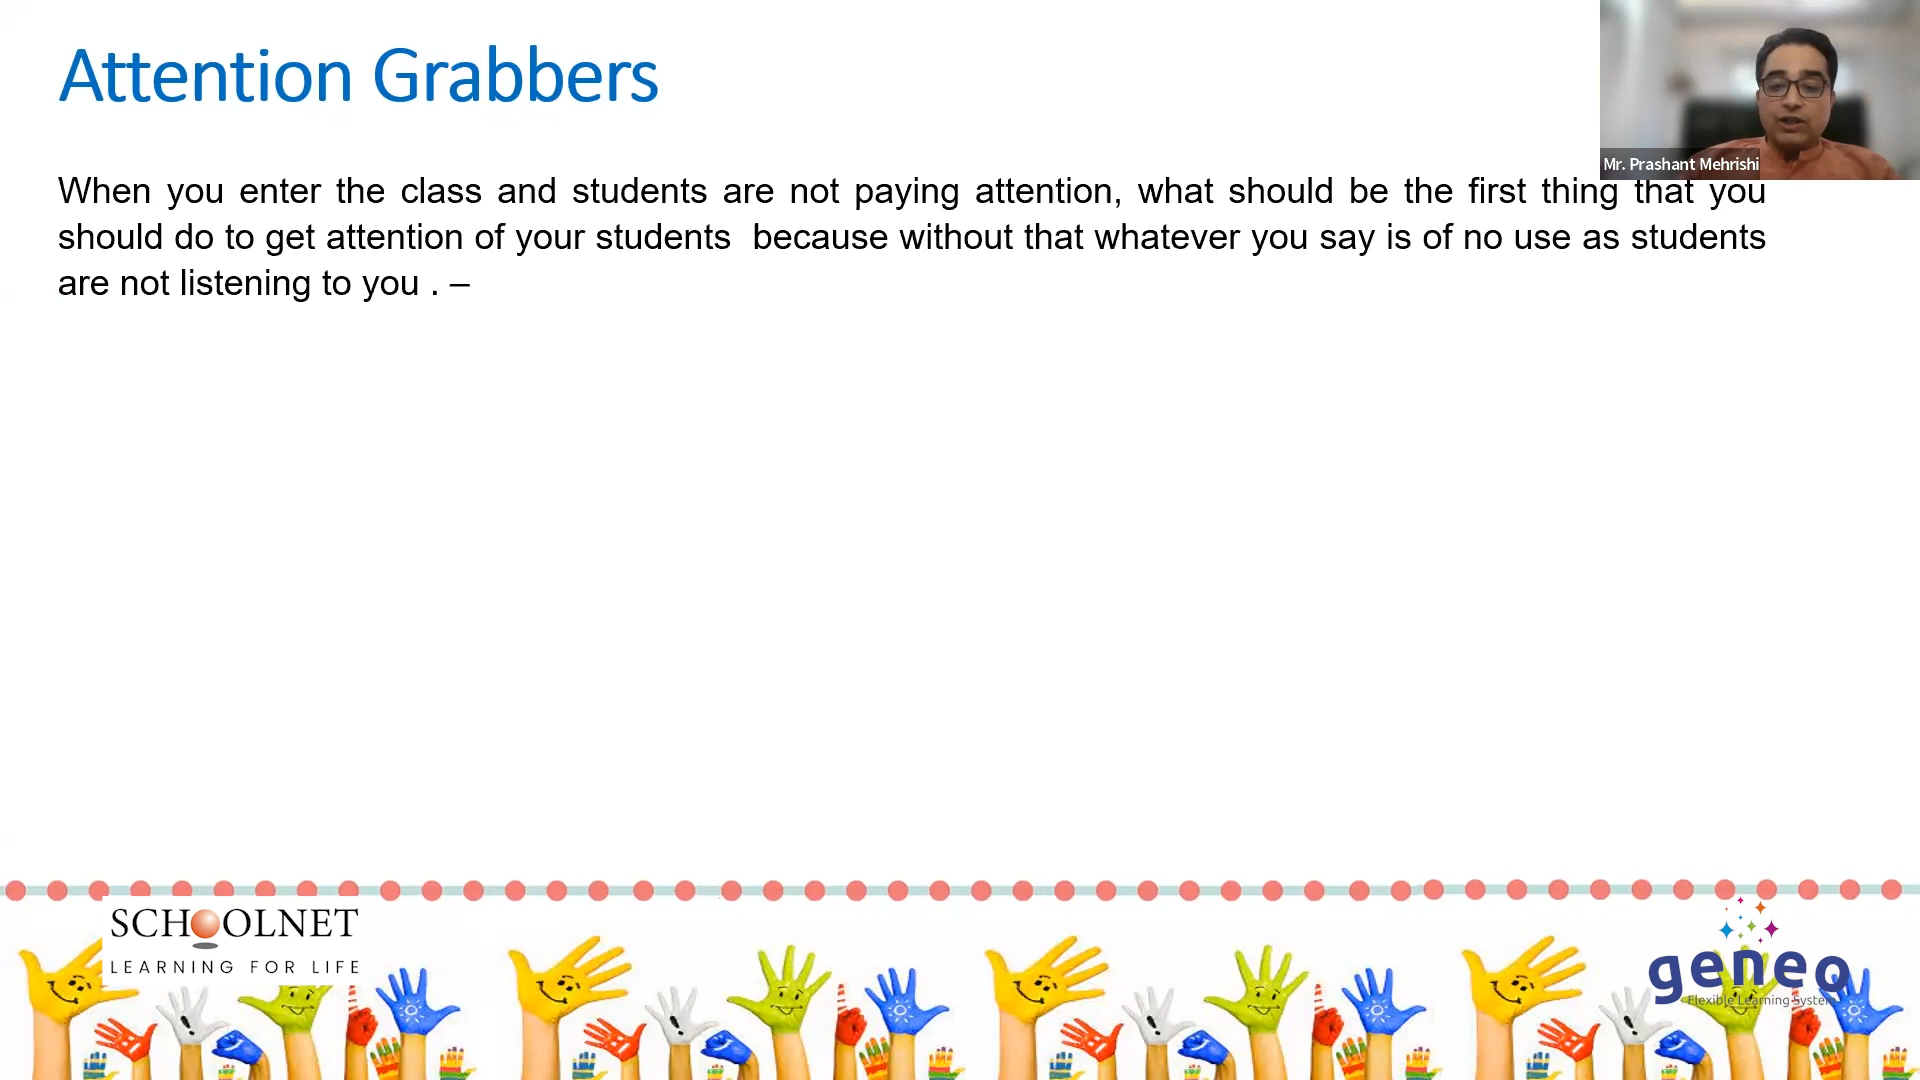 Attention Grabbers
Mr. Prashant Mehrishi
When you enter the class and students are not paying attention, what should be the first thing that you
should do to get attention of your students  because without that whatever you say is of no use as students
are not listening to you . –
SCHOOLNET
LEARNING FOR LIFE
geneo
Flexible Learning System